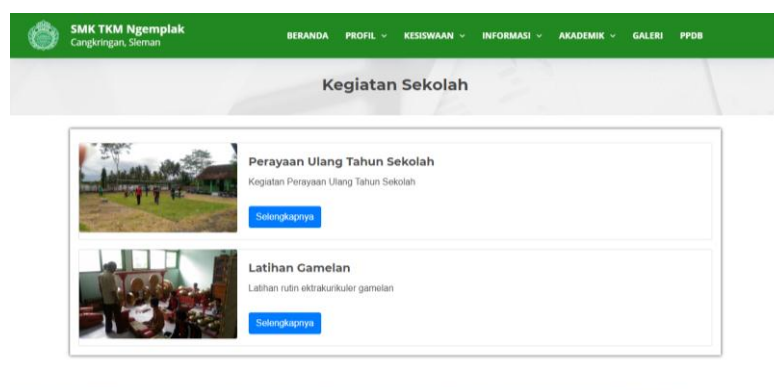 SMK TKM Ngemplak
Cangkringan, Sleman
BERANDA PROFIL KESISWAAN INFORMASI AKADEMIK GALERI PPDB
Kegiatan Sekolah
Perayaan Ulang Tahun Sekolah
Kegiatan Perayaan Ulang Tahun Sekolah
Selengkapnya
Latihan Gamelan
Latihan rutin ektrakurikuler gamelan
Selengkapnya